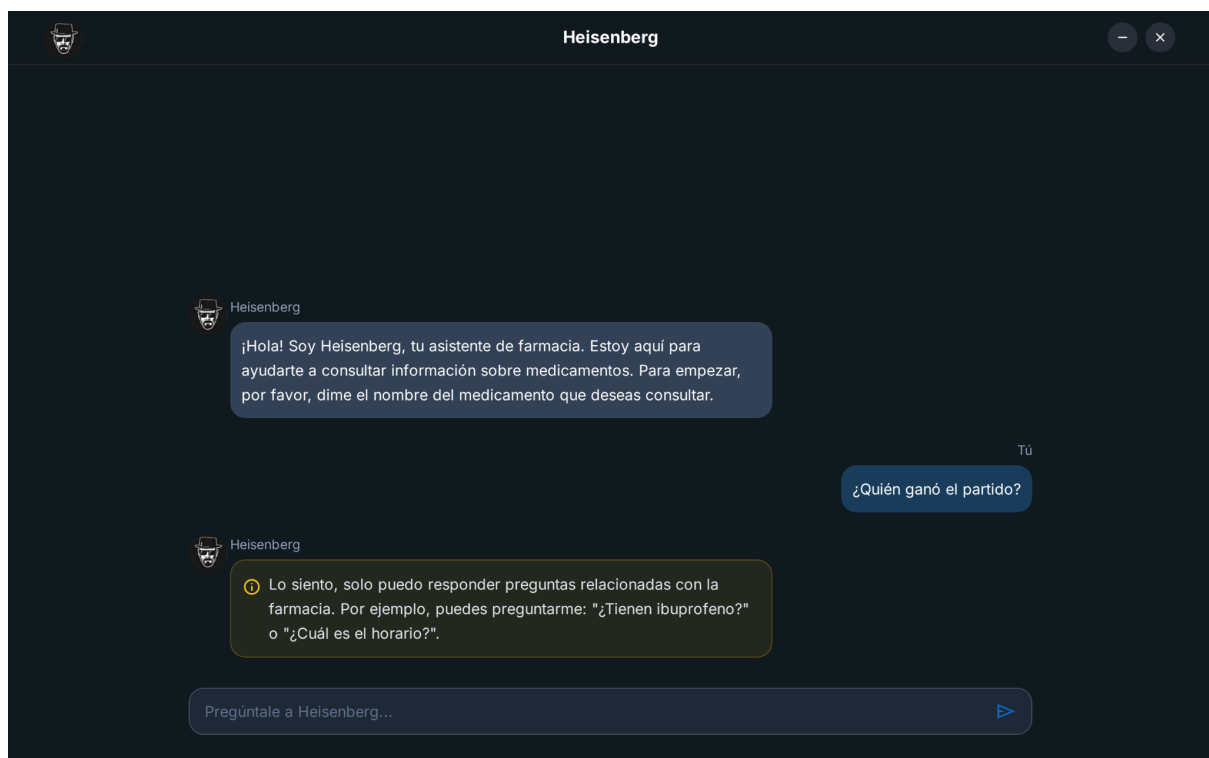 Heisenberg
Heisenberg
¡Hola! Soy Heisenberg, tu asistente de farmacia. Estoy aquí para
ayudarte a consultar información sobre medicamentos. Para empezar,
por favor, dime el nombre del medicamento que deseas consultar.
Tú
¿Quién ganó el partido?
Heisenberg
Lo siento, solo puedo responder preguntas relacionadas con la
farmacia. Por ejemplo, puedes preguntarme: "¿Tienen ibuprofeno?"
o "¿Cuál es el horario?".
Pregúntale a Heisenberg...